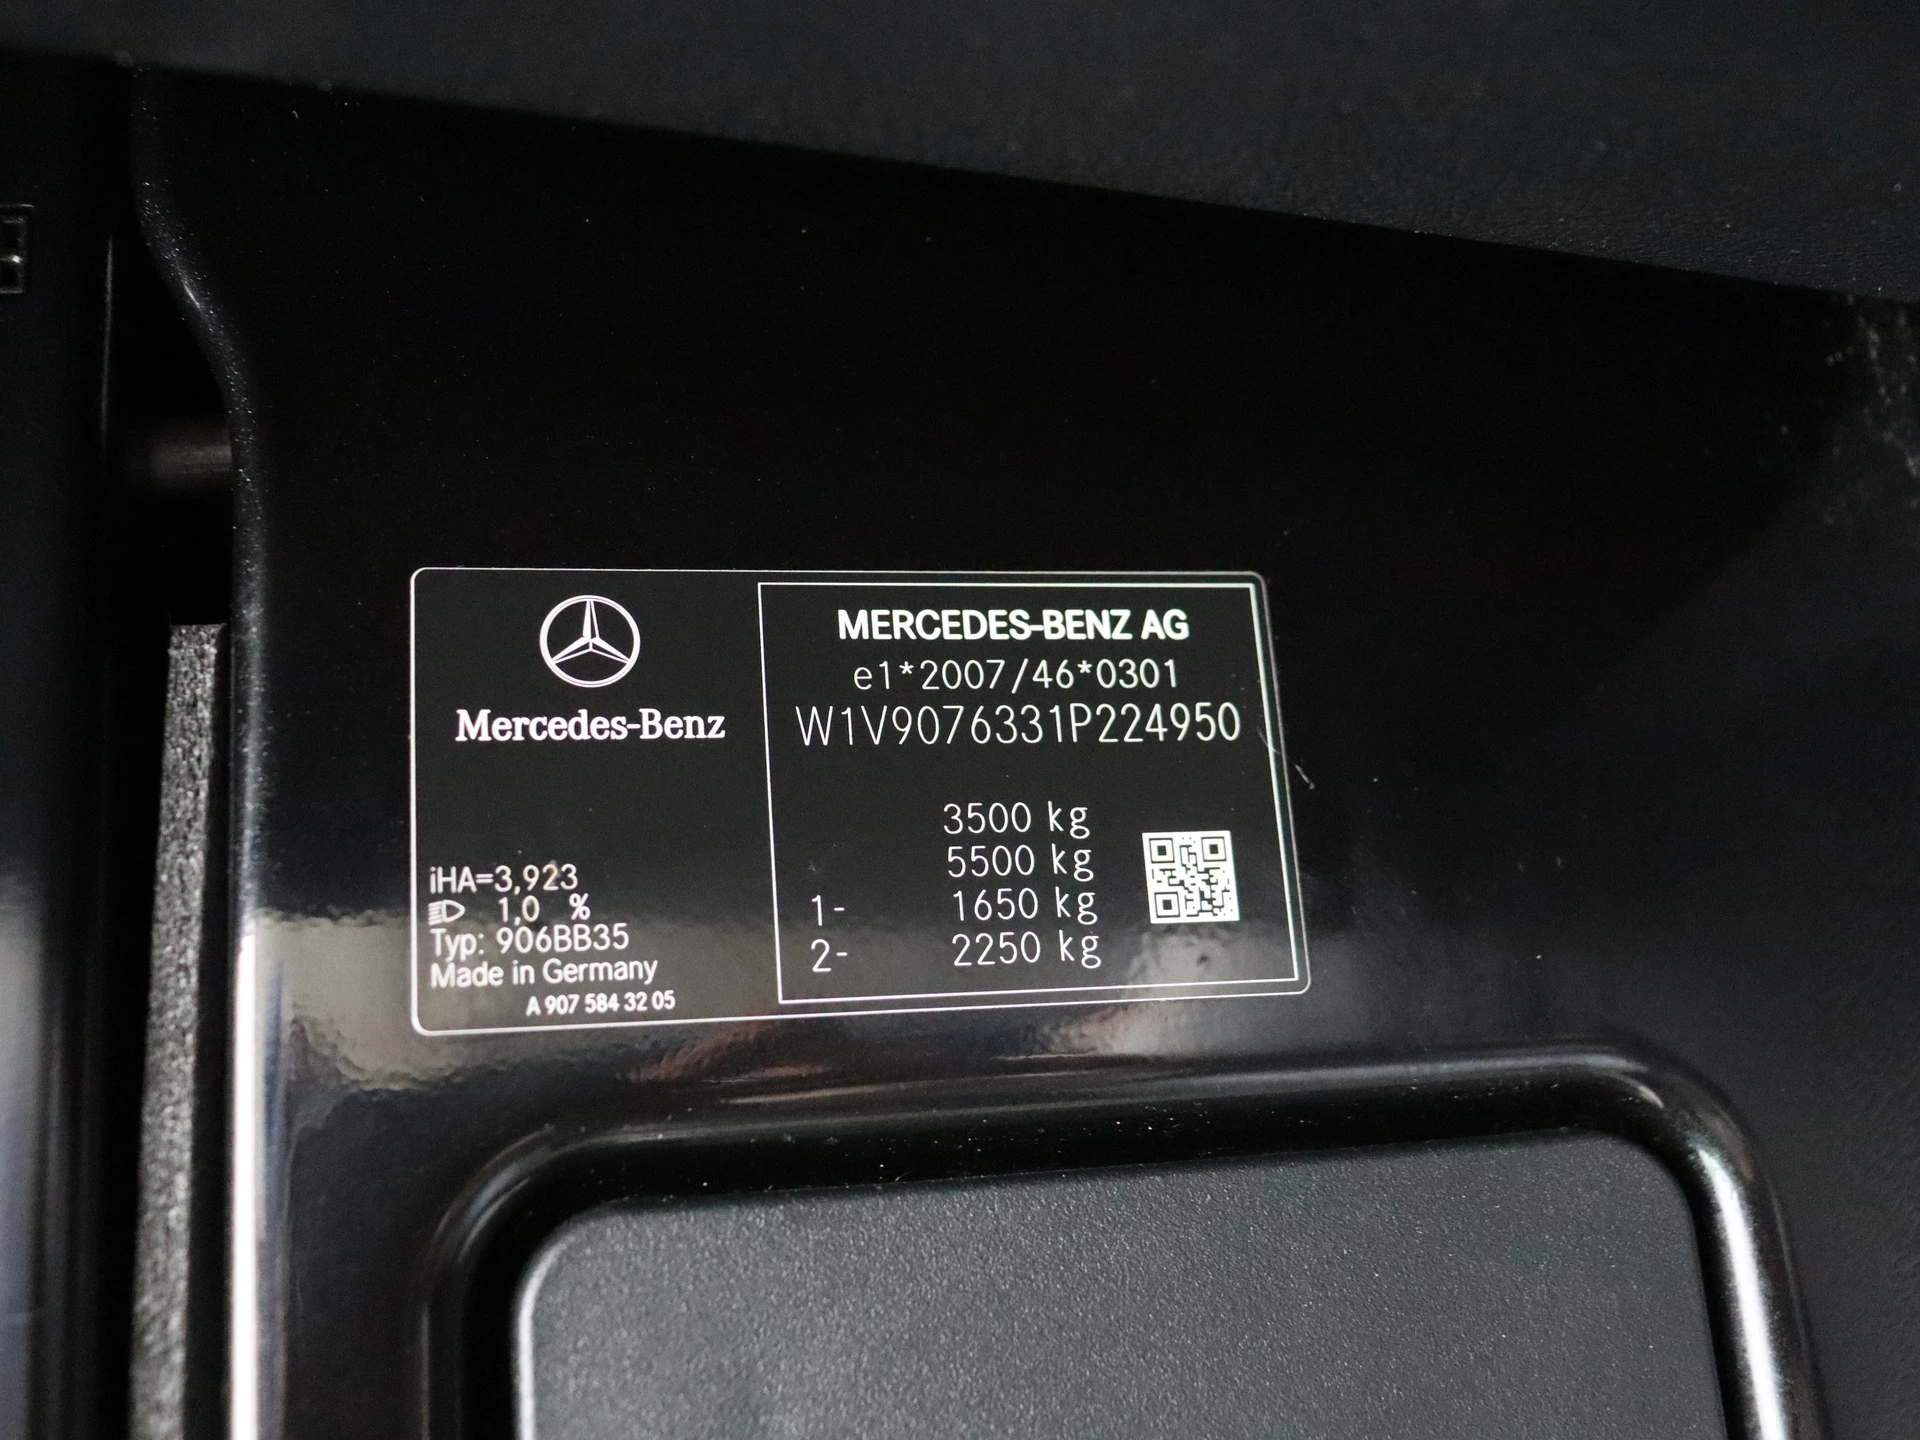 Mercedes-Benz
iHA=3,923
1,0 %
Typ: 906BB35
Made in Germany
A 907 584 32 05
MERCEDES-BENZ AG
e1*2007/46*0301
W1V9076331P224950
3500 kg
5500 kg
1- 1650 kg
2- 2250 kg